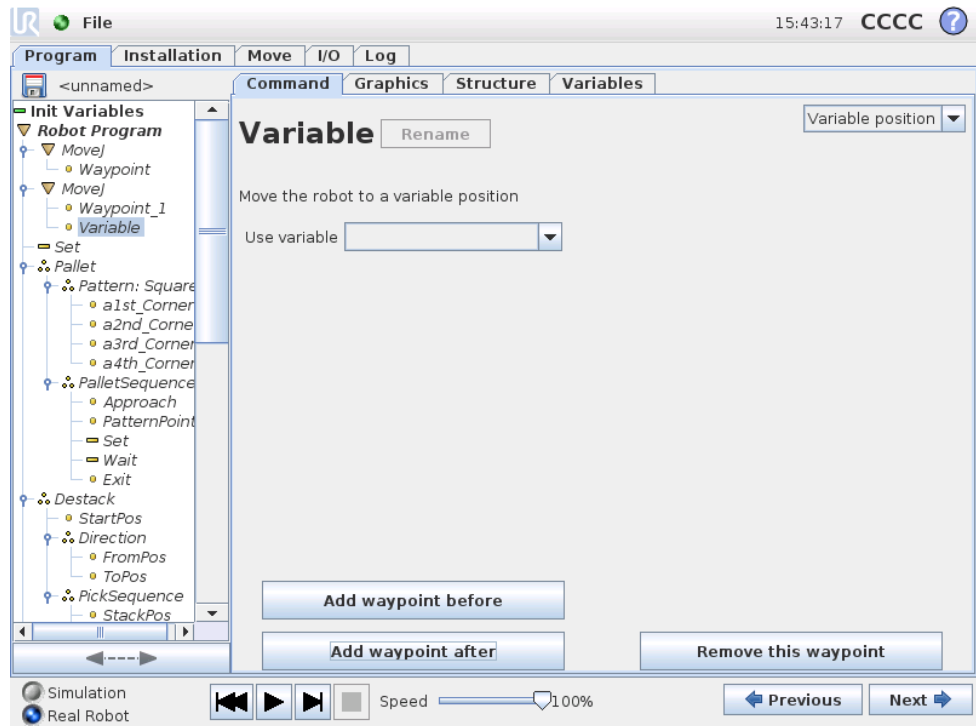 UR File 15:43:17 CCCC ?
Program Installation Move I/O Log
<unnamed> Command Graphics Structure Variables
Init Variables
Robot Program
MoveJ
Waypoint
MoveJ
Waypoint_1
Variable
Set
Pallet
Pattern: Square
a1st_Corner
a2nd_Corne
a3rd_Corner
a4th_Corner
PalletSequence
Approach
PatternPoint
Set
Wait
Exit
Destack
StartPos
Direction
FromPos
ToPos
PickSequence
StackPos
Variable Rename Variable position
Move the robot to a variable position
Use variable
Add waypoint before
Add waypoint after Remove this waypoint
Simulation
Real Robot
Speed 100% Previous Next